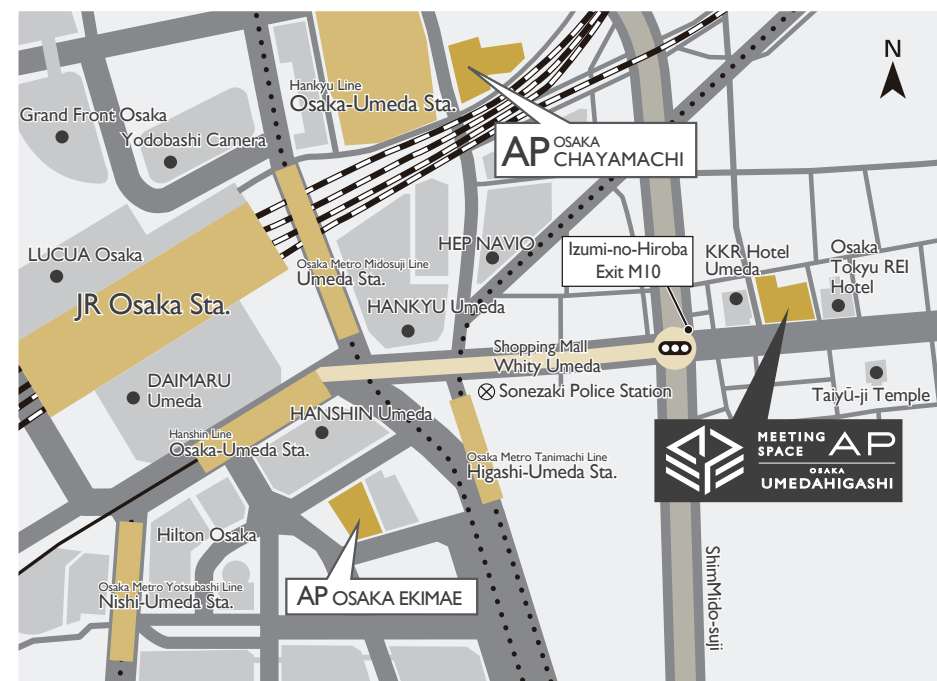 N
Hankyu Line
Osaka-Umeda Sta.
Grand Front Osaka
Yodobashi Camera
AP OSAKA
CHAYAMACHI
LUCUA Osaka
JR Osaka Sta.
Osaka Metro Midosuji Line
Umeda Sta.
HEP NAVIO
Izumi-no-Hiroba
Exit M10
KKR Hotel
Umeda
Osaka
Tokyu REI
Hotel
HANKYU Umeda
Shopping Mall
Whity Umeda
DAIMARU
Umeda
Sonezaki Police Station
Taiyū-ji Temple
HANSHIN Umeda
Hanshin Line
Osaka-Umeda Sta.
Osaka Metro Tanimachi Line
Higashi-Umeda Sta.
MEETING
SPACE AP
OSAKA
UMEDAHIGASHI
Hilton Osaka
Osaka Metro Yotsubashi Line
Nishi-Umeda Sta.
AP OSAKA EKIMAE
ShimMido-suji